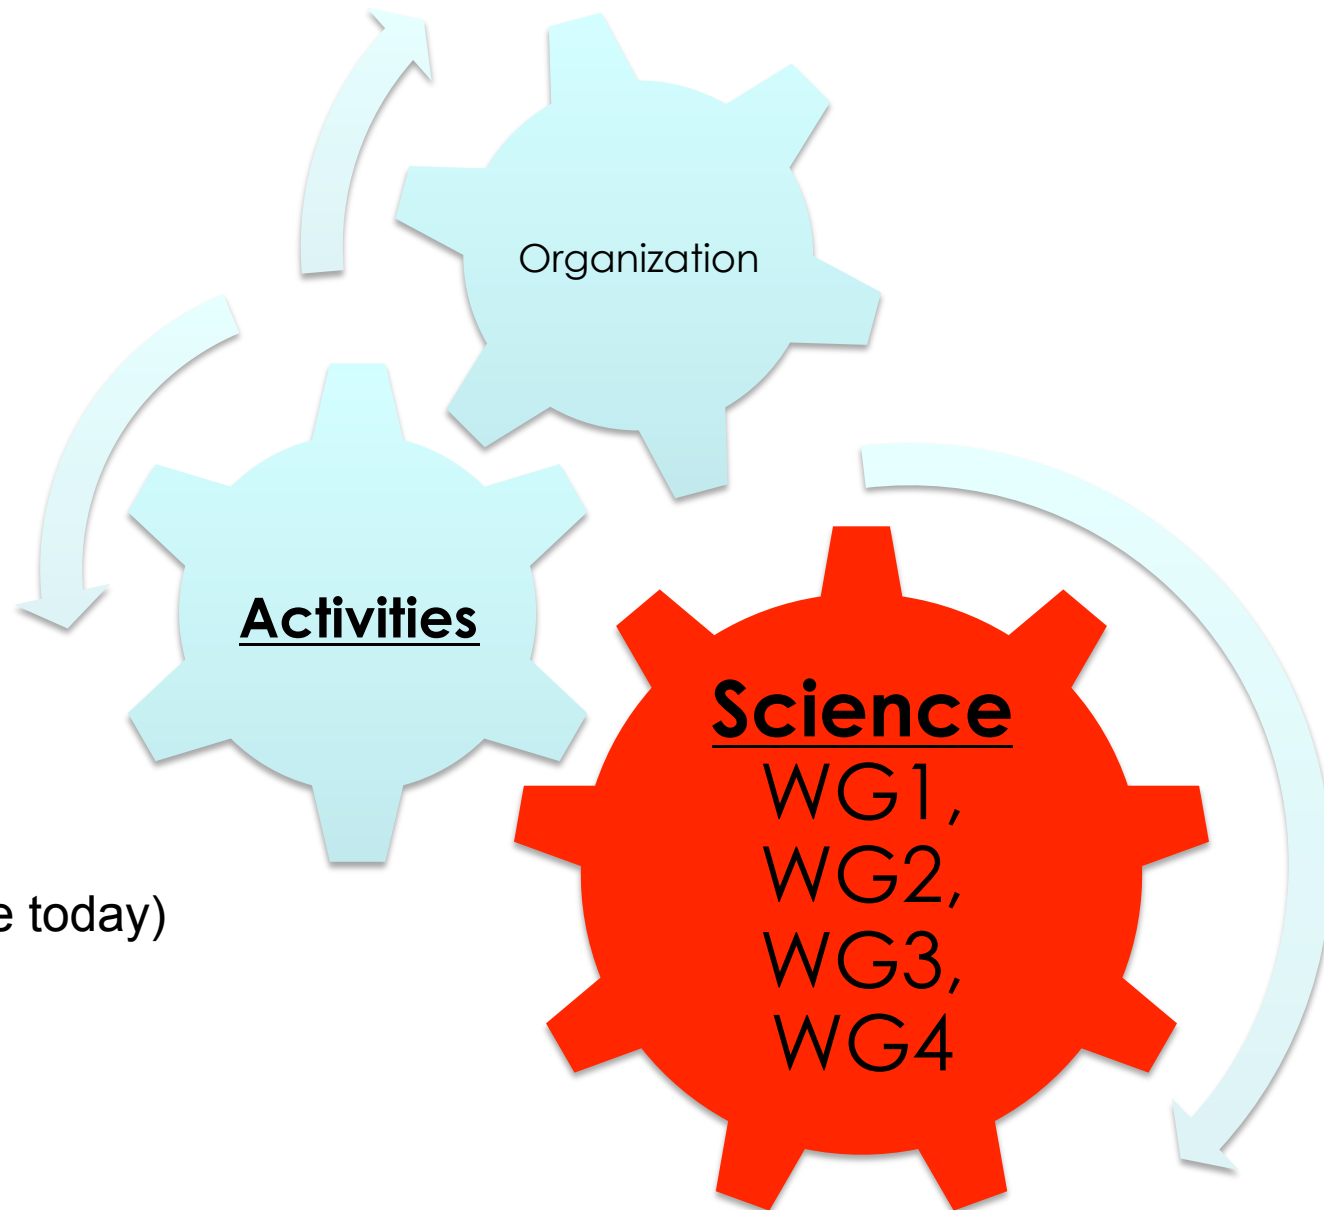 Organization
Activities
Science
WG1,
WG2,
WG3,
WG4
e today)